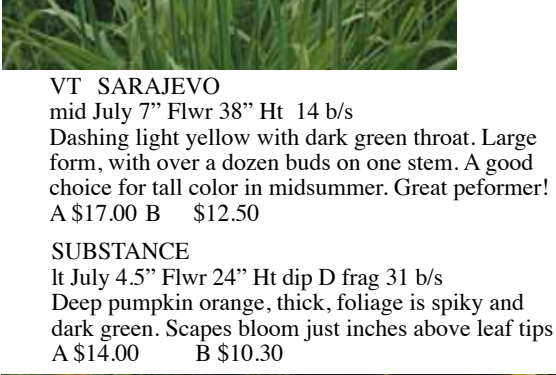 VT SARAJEVO
mid July 7” Flwr 38” Ht 14 b/s
Dashing light yellow with dark green throat. Large
form, with over a dozen buds on one stem. A good
choice for tall color in midsummer. Great peformer!
A $17.00 B $12.50
SUBSTANCE
lt July 4.5” Flwr 24” Ht dip D frag 31 b/s
Deep pumpkin orange, thick, foliage is spiky and
dark green. Scapes bloom just inches above leaf tips
A $14.00 B $10.30